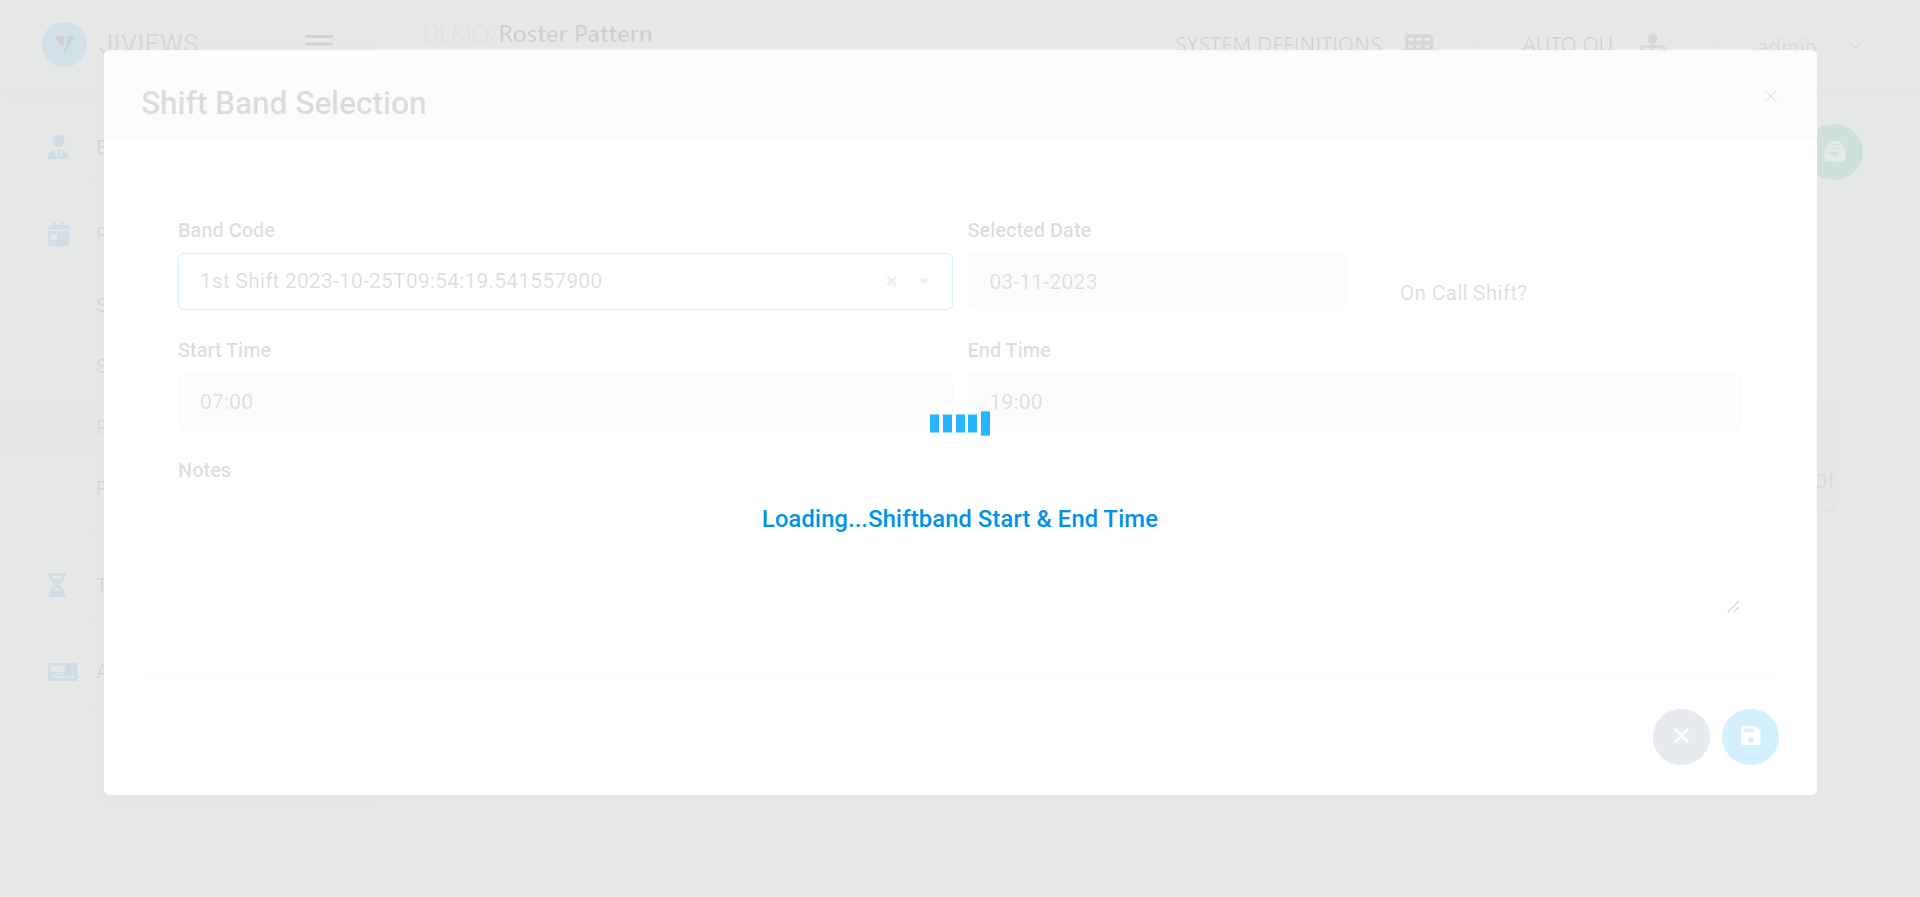 JIVIEWS
DEMO/Roster Pattern
SYSTEM DEFINITIONS
AUTO OU
admin
Shift Band Selection
Band Code
Selected Date
1st Shift 2023-10-25T09:54:19.541557900
03-11-2023
On Call Shift?
Start Time
End Time
07:00
19:00
Notes
Loading...Shiftband Start & End Time
Of